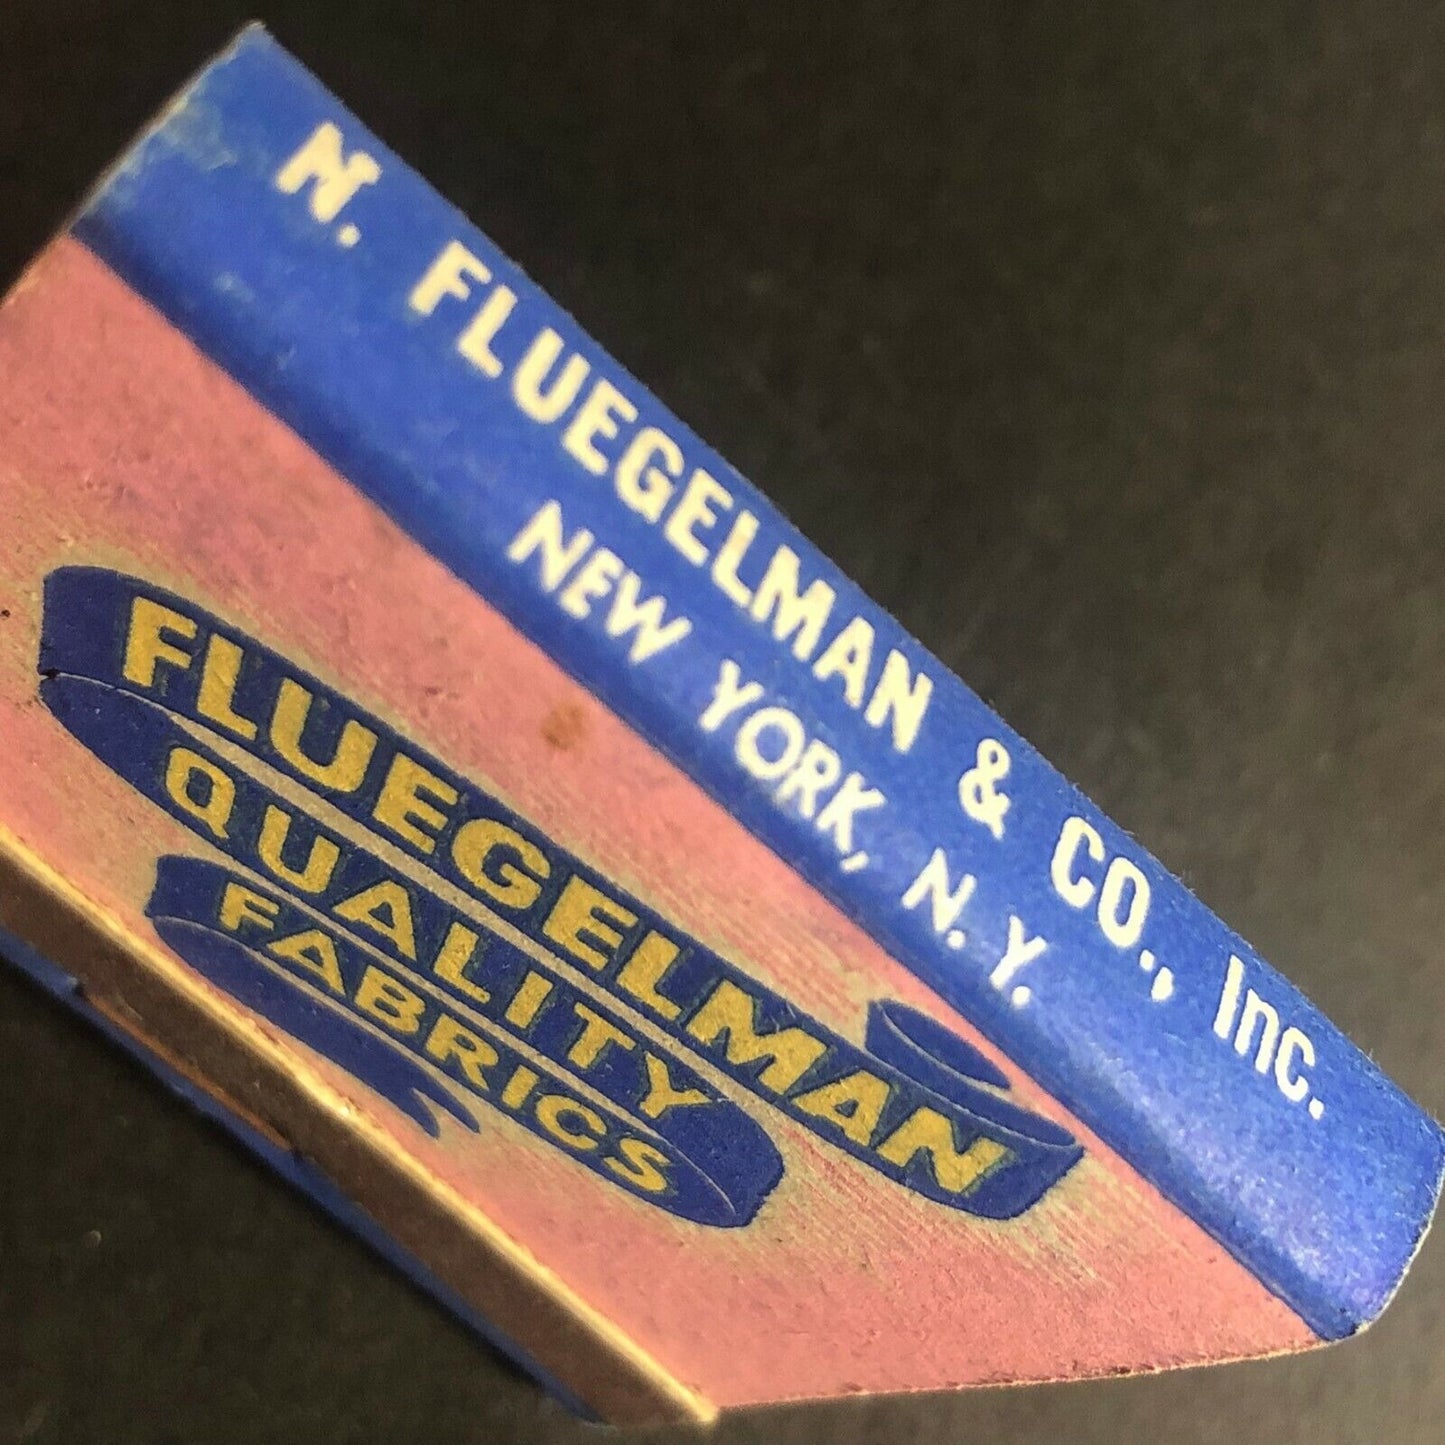 N. FLUEGELMAN & CO., Inc.
NEW YORK, N. Y.
FLUEGELMAN
QUALITY
FABRICS